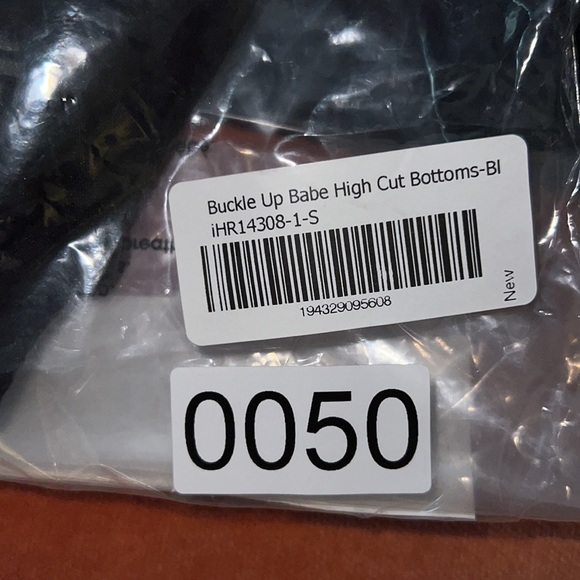 Buckle Up Babe High Cut Bottoms-Bl
iHR14308-1-S
194329095608
New
0050